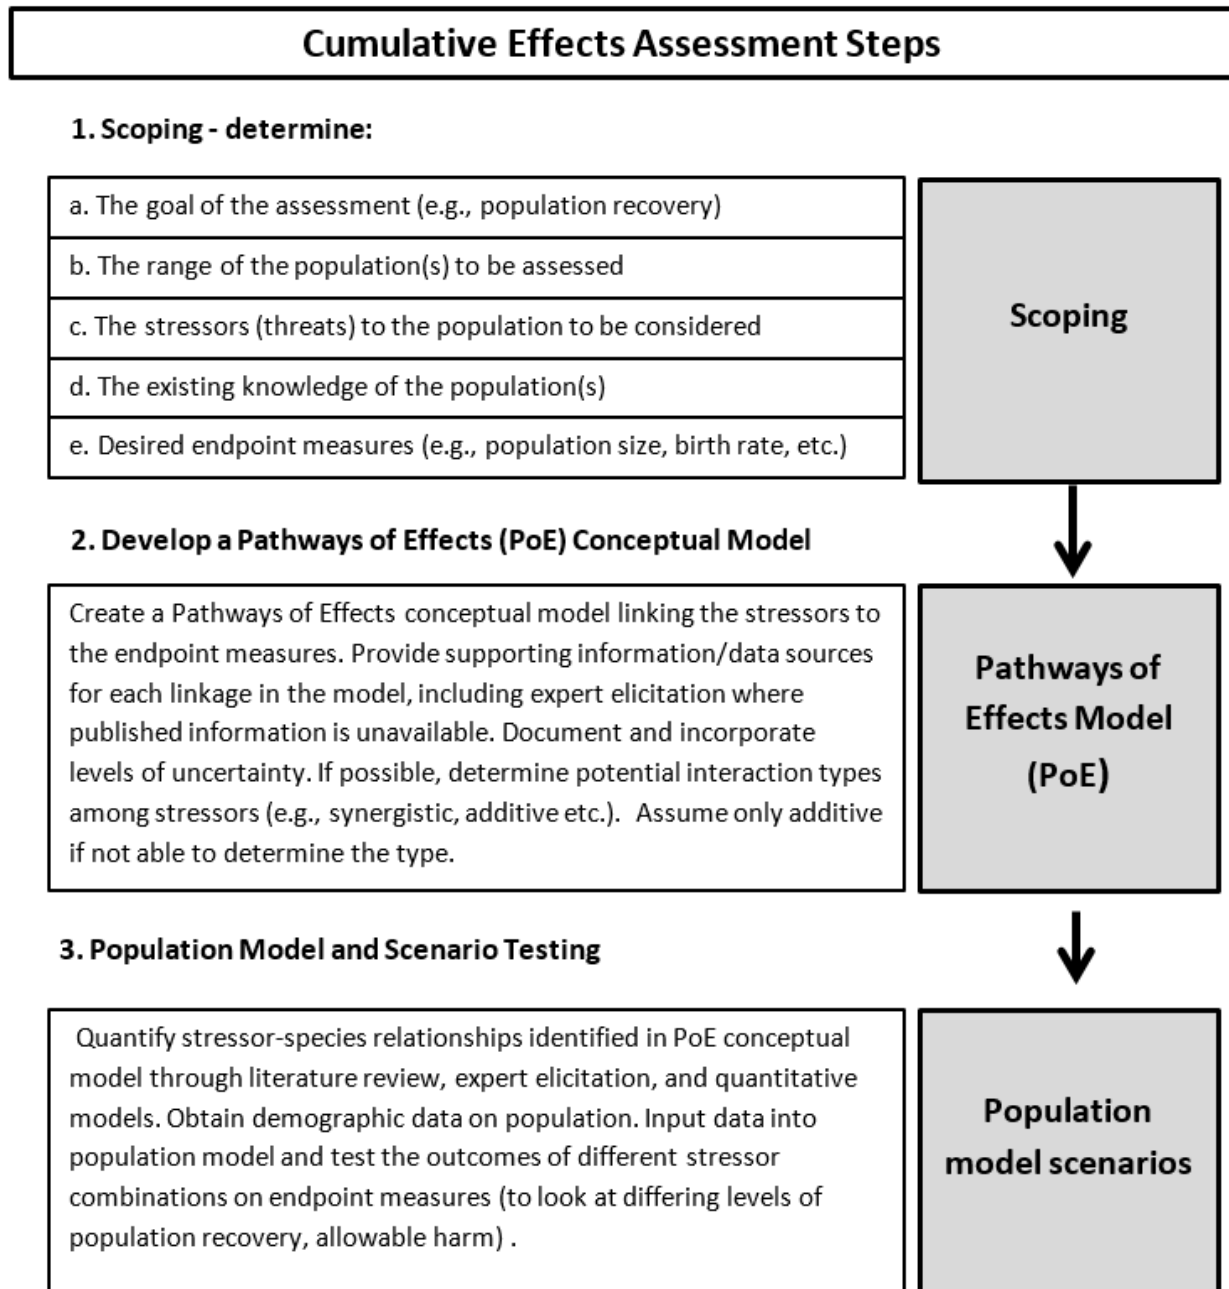 Cumulative Effects Assessment Steps
1. Scoping - determine:
a. The goal of the assessment (e.g., population recovery)
b. The range of the population(s) to be assessed
c. The stressors (threats) to the population to be considered
d. The existing knowledge of the population(s)
e. Desired endpoint measures (e.g., population size, birth rate, etc.)
Scoping
2. Develop a Pathways of Effects (PoE) Conceptual Model
Create a Pathways of Effects conceptual model linking the stressors to
the endpoint measures. Provide supporting information/data sources
for each linkage in the model, including expert elicitation where
published information is unavailable. Document and incorporate
levels of uncertainty. If possible, determine potential interaction types
among stressors (e.g., synergistic, additive etc.). Assume only additive
if not able to determine the type.
Pathways of
Effects Model
(PoE)
3. Population Model and Scenario Testing
Quantify stressor-species relationships identified in PoE conceptual
model through literature review, expert elicitation, and quantitative
models. Obtain demographic data on population. Input data into
population model and test the outcomes of different stressor
combinations on endpoint measures (to look at differing levels of
population recovery, allowable harm) .
Population
model scenarios